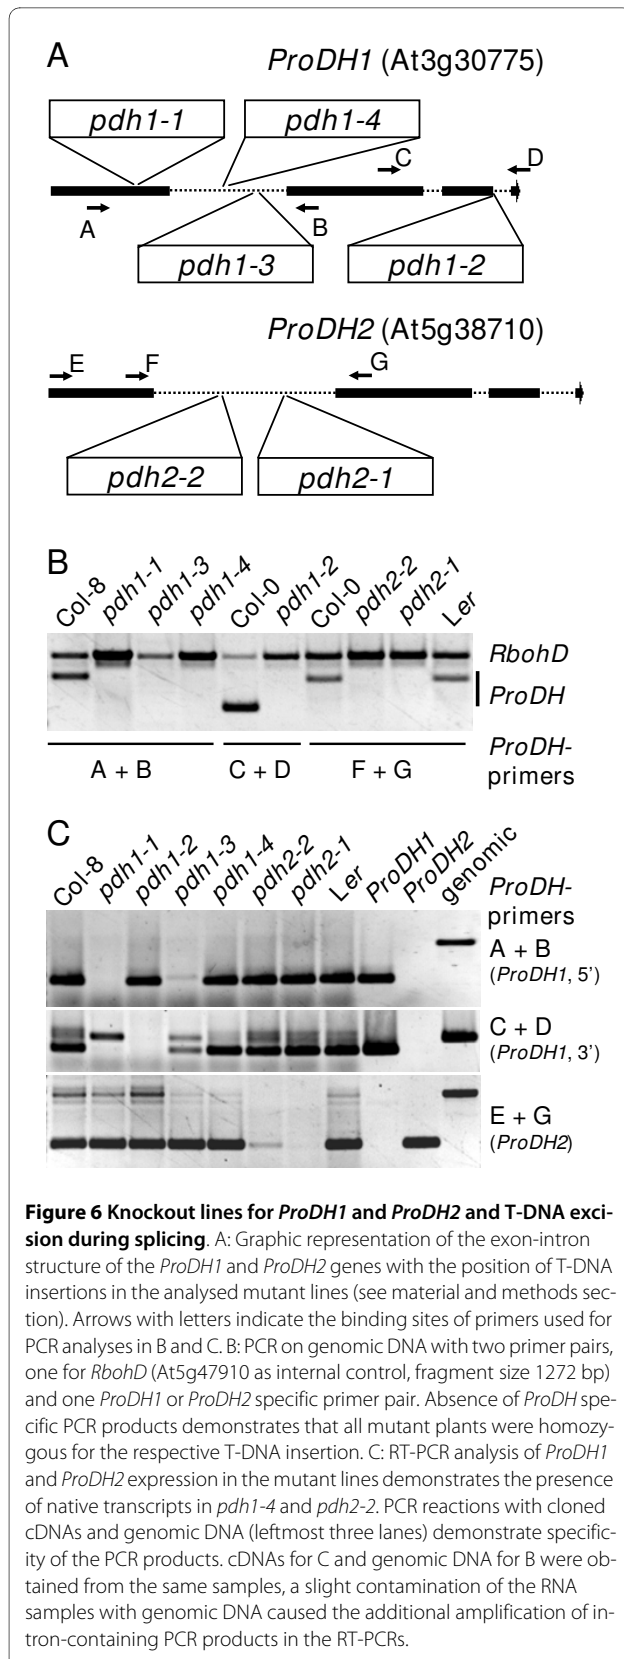 A
ProDH1 (At3g30775)
pdh1-1
pdh1-4
C
D
A
B
pdh1-3
pdh1-2
ProDH2 (At5g38710)
E
F
G
pdh2-2
pdh2-1
B
Col-8 pdh1-1 pdh1-3 pdh1-4 Col-0 pdh1-2 Col-0 pdh2-2 pdh2-1 Ler
RbohD
ProDH
A + B
C + D
F + G
ProDH-
primers
C
Col-8 pdh1-1 pdh1-2 pdh1-3 pdh1-4 pdh2-2 pdh2-1 Ler ProDH1 ProDH2 genomic
ProDH-
primers
A + B
(ProDH1, 5')
C + D
(ProDH1, 3')
E + G
(ProDH2)
Figure 6 Knockout lines for ProDH1 and ProDH2 and T-DNA exci-
sion during splicing. A: Graphic representation of the exon-intron
structure of the ProDH1 and ProDH2 genes with the position of T-DNA
insertions in the analysed mutant lines (see material and methods sec-
tion). Arrows with letters indicate the binding sites of primers used for
PCR analyses in B and C. B: PCR on genomic DNA with two primer pairs,
one for RbohD (At5g47910 as internal control, fragment size 1272 bp)
and one ProDH1 or ProDH2 specific primer pair. Absence of ProDH spe-
cific PCR products demonstrates that all mutant plants were homozy-
gous for the respective T-DNA insertion. C: RT-PCR analysis of ProDH1
and ProDH2 expression in the mutant lines demonstrates the presence
of native transcripts in pdh1-4 and pdh2-2. PCR reactions with cloned
cDNAs and genomic DNA (leftmost three lanes) demonstrate specific-
ity of the PCR products. cDNAs for C and genomic DNA for B were ob-
tained from the same samples, a slight contamination of the RNA
samples with genomic DNA caused the additional amplification of in-
tron-containing PCR products in the RT-PCRs.